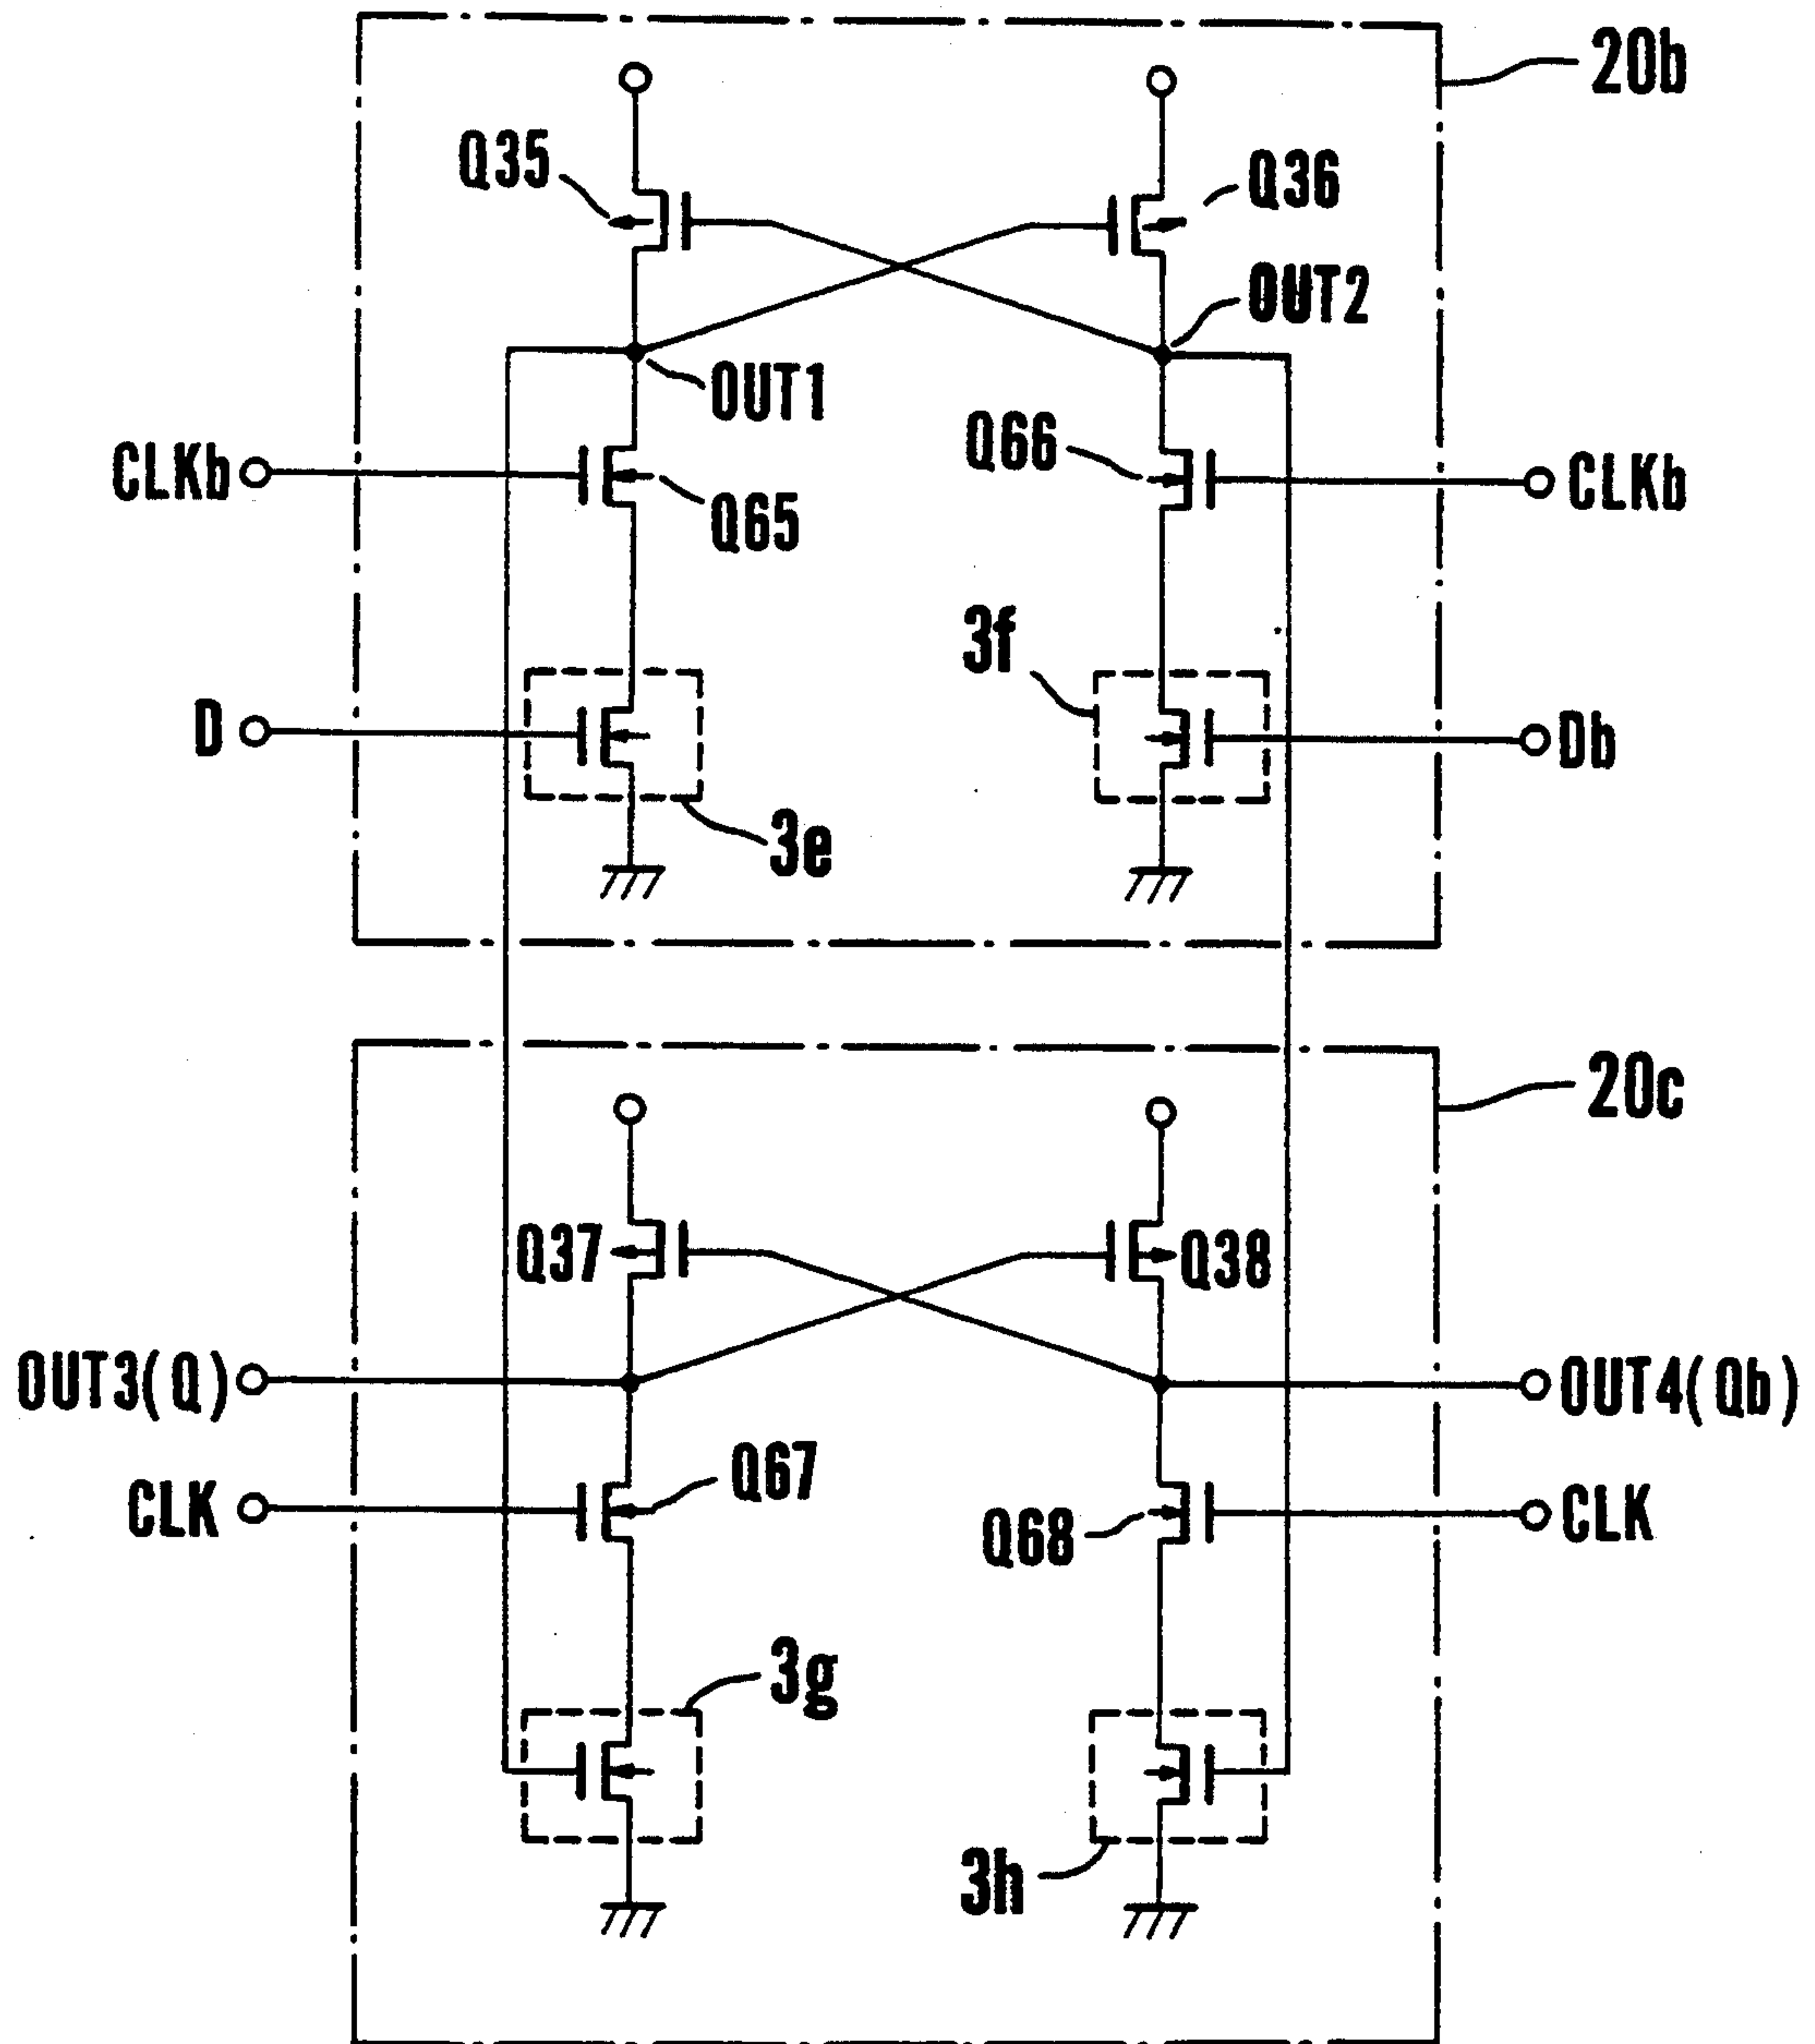 20b
Q35
Q36
OUT2
OUT1
CLKb
Q66
CLKb
Q65
3f
D
Db
3e
20c
Q37
Q38
OUT3(Q)
OUT4(Qb)
Q67
CLK
Q68
CLK
3g
3h